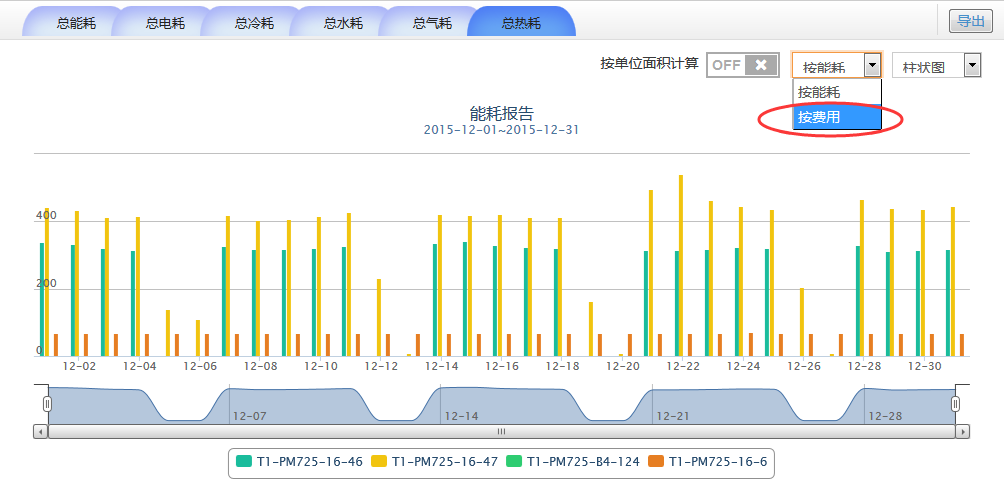 总能耗 总电耗 总冷耗 总水耗 总气耗 总热耗 导出
按单位面积计算 OFF 按能耗 柱状图
按能耗
按费用
能耗报告
2015-12-01~2015-12-31
400
200
0
12-02 12-04 12-06 12-08 12-10 12-12 12-14 12-16 12-18 12-20 12-22 12-24 12-26 12-28 12-30
12-07 12-14 12-21 12-28
T1-PM725-16-46 T1-PM725-16-47 T1-PM725-B4-124 T1-PM725-16-6